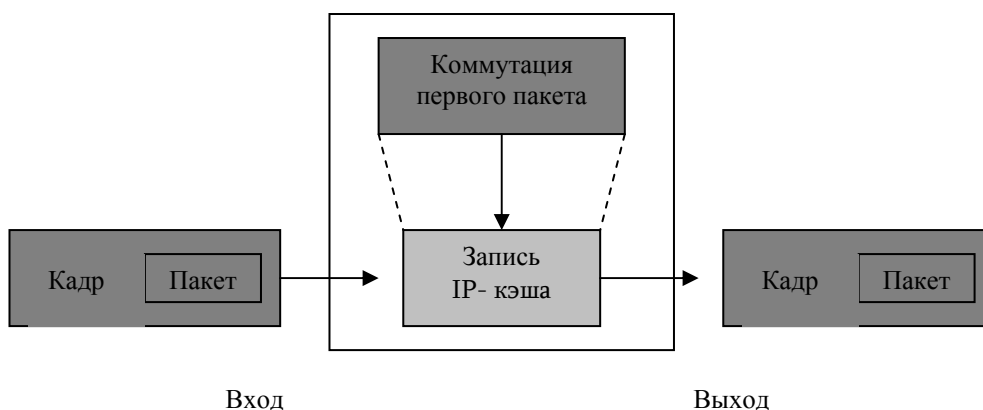 Коммутация
первого пакета
Кадр
Пакет
Запись
IP- кэша
Кадр
Пакет
Вход
Выход